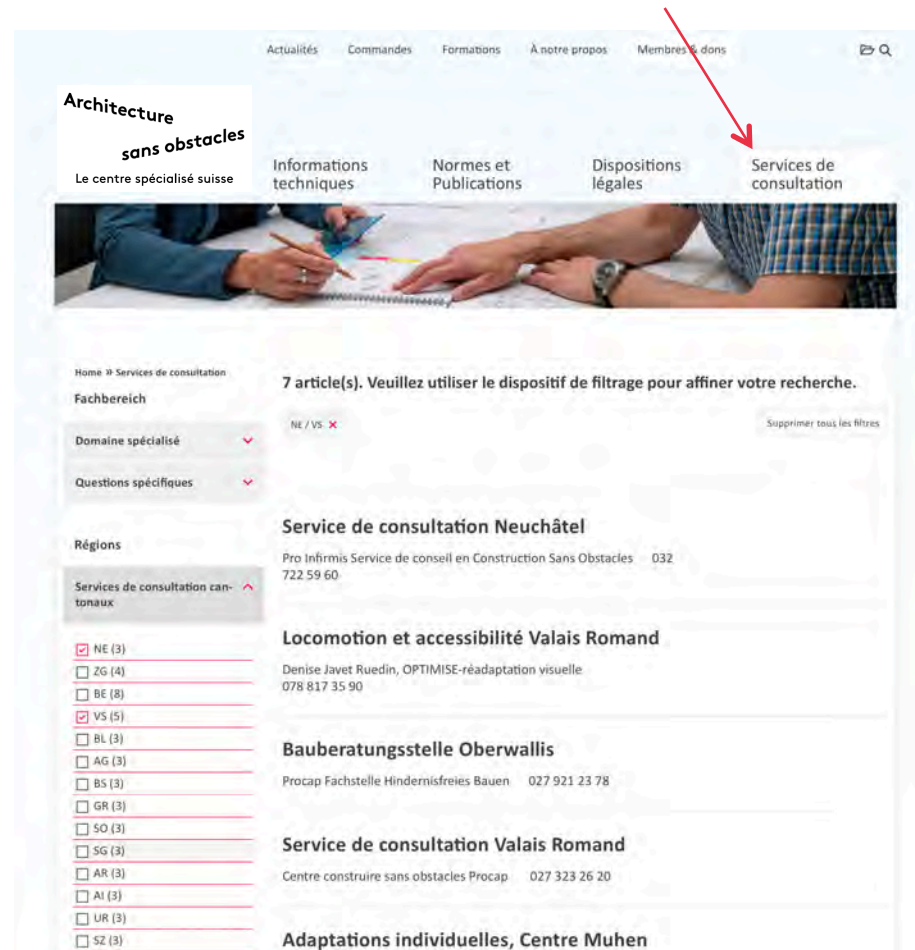 Actualités Commandes Formations À notre propos Membres & dons
Architecture
sans obstacles
Le centre spécialisé suisse
Informations
techniques
Normes et
Publications
Dispositions
légales
Services de
consultation
Home » Services de consultation
Fachbereich
Domaine spécialisé
Questions spécifiques
Régions
Services de consultation can-
tonaux
NE (3)
ZG (4)
BE (8)
VS (5)
BL (3)
AG (3)
BS (3)
GR (3)
SO (3)
SG (3)
AR (3)
AI (3)
UR (3)
SZ (3)
7 article(s). Veuillez utiliser le dispositif de filtrage pour affiner votre recherche.
NE / VS ×
Supprimer tous les filtres
Service de consultation Neuchâtel
Pro Infirmis Service de conseil en Construction Sans Obstacles 032
722 59 60
Locomotion et accessibilité Valais Romand
Denise Javet Ruedin, OPTIMISE-réadaptation visuelle
078 817 35 90
Bauberatungsstelle Oberwallis
Procap Fachstelle Hindernisfreies Bauen 027 921 23 78
Service de consultation Valais Romand
Centre construire sans obstacles Procap 027 323 26 20
Adaptations individuelles, Centre Muhen